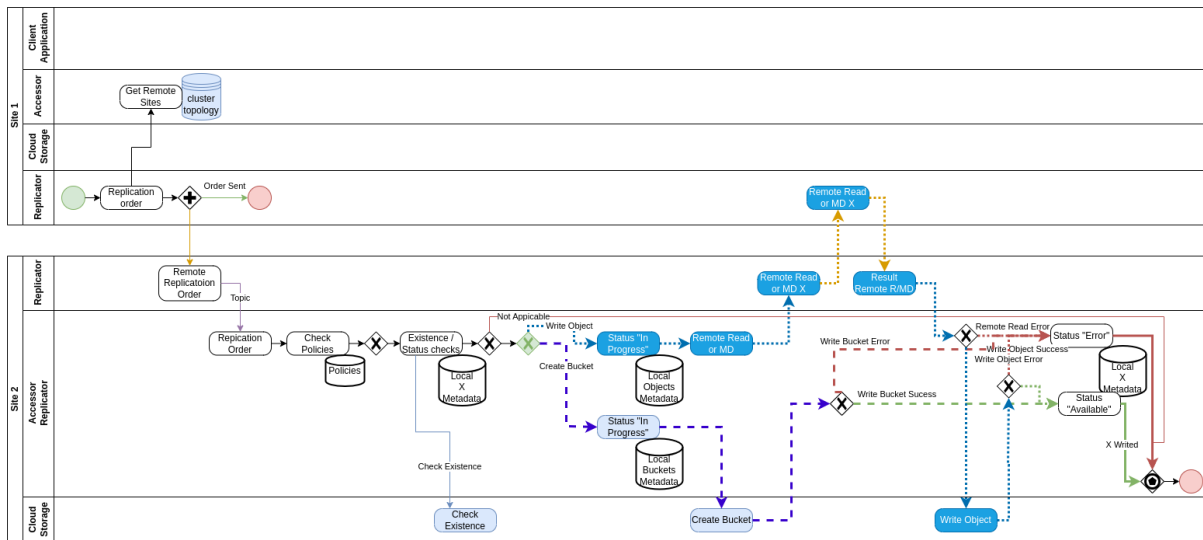 Site 1
Client
Application
Accessor
Cloud
Storage
Replicator
Get Remote
Sites
cluster
topology
Replication
order
Order Sent
Remote Read
or MD X
Site 2
Replicator
Accessor
Replicator
Cloud
Storage
Remote
Replicatoion
Order
Topic
Remote Read
or MD X
Result
Remote R/MD
Repication
Order
Check
Policies
Policies
Existence /
Status checks
Local
X
Metadata
Not Appicable
Write Object
Create Bucket
Status "In
Progress"
Local
Objects
Metadata
Remote Read
or MD
Status "In
Progress"
Local
Buckets
Metadata
Write Bucket Error
Write Bucket Sucess
Remote Read Error
Write Object Success
Write Object Error
Status "Error"
Local
X
Metadata
Status
"Available"
X Writed
Check Existence
Check
Existence
Create Bucket
Write Object